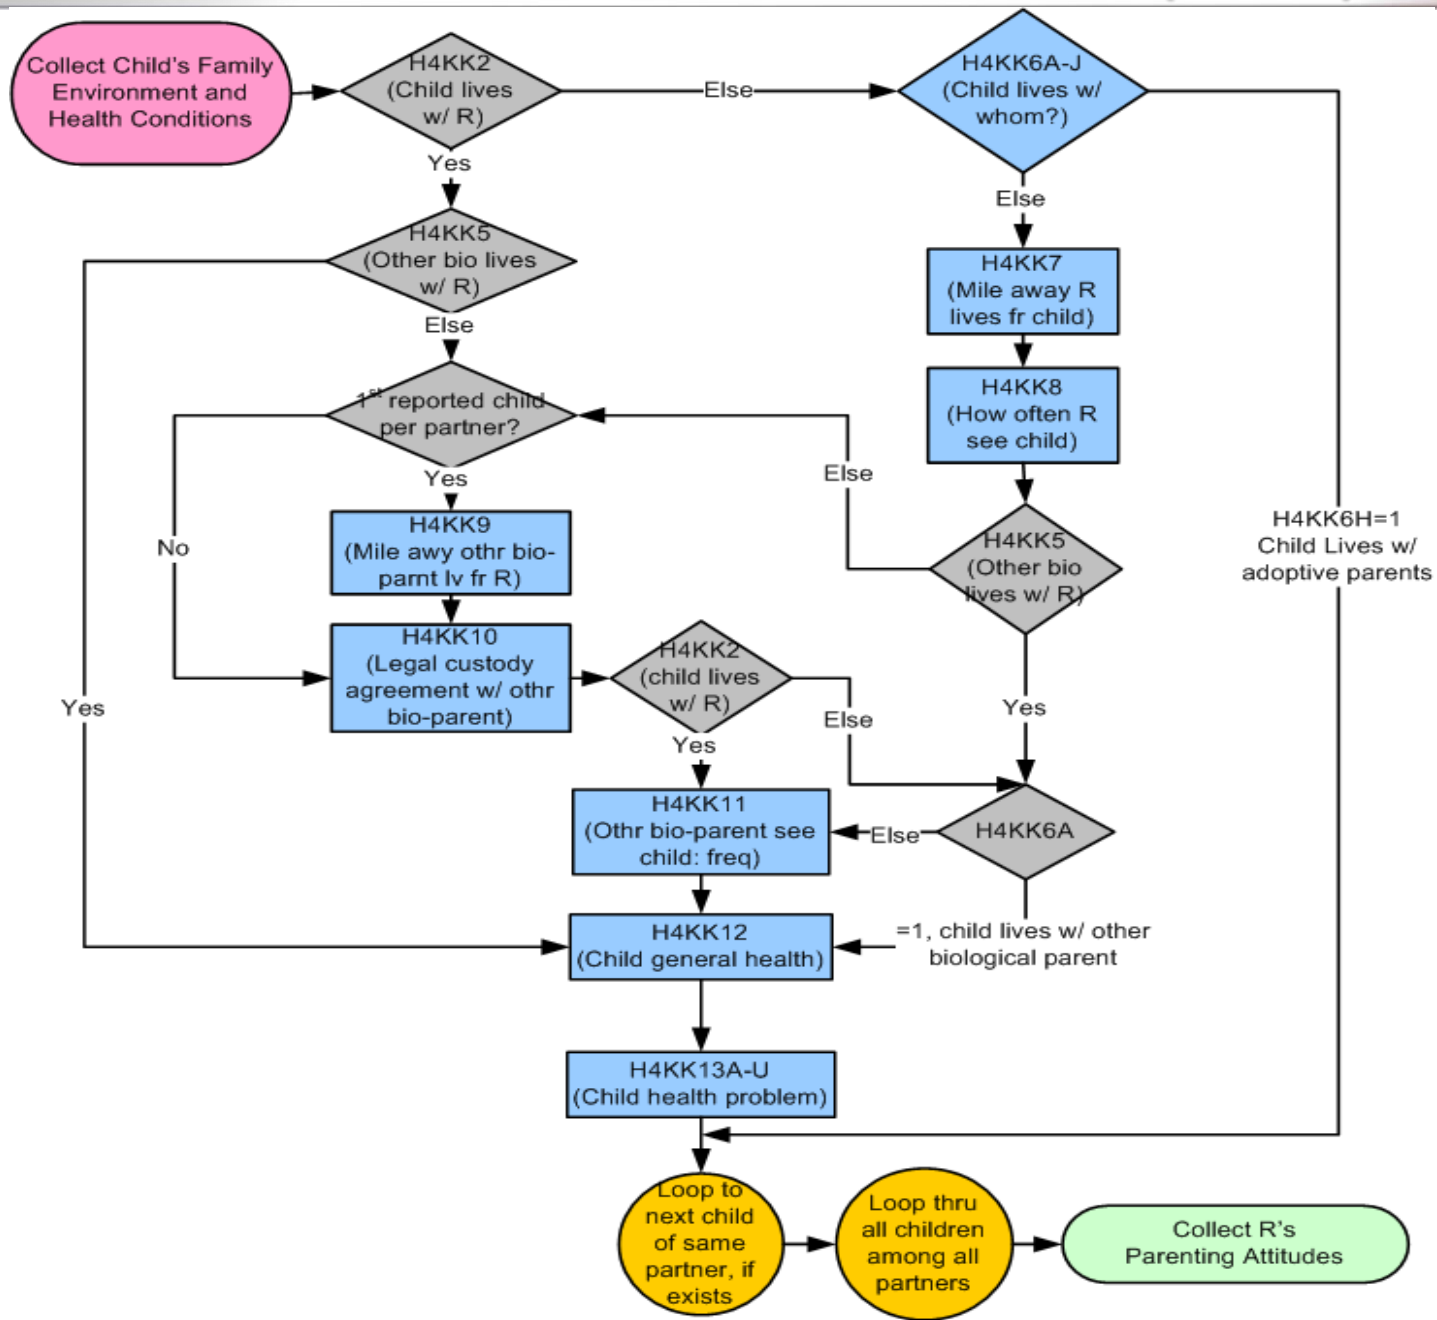 Collect Child's Family
Environment and
Health Conditions
H4KK2
(Child lives
w/ R)
Else
H4KK6A-J
(Child lives w/
whom?)
Yes
Else
H4KK5
(Other bio lives
w/ R)
H4KK7
(Mile away R
lives fr child)
Else
1st reported child
per partner?
H4KK8
(How often R
see child)
Else
Yes
H4KK6H=1
Child Lives w/
adoptive parents
No
H4KK9
(Mile awy othr bio-
parnt lv fr R)
H4KK5
(Other bio
lives w/ R)
H4KK10
(Legal custody
agreement w/ othr
bio-parent)
H4KK2
(child lives
w/ R)
Yes
Else
Yes
Yes
H4KK11
(Othr bio-parent see
child: freq)
Else
H4KK6A
H4KK12
(Child general health)
=1, child lives w/ other
biological parent
H4KK13A-U
(Child health problem)
Loop to
next child
of same
partner, if
exists
Loop thru
all children
among all
partners
Collect R's
Parenting Attitudes